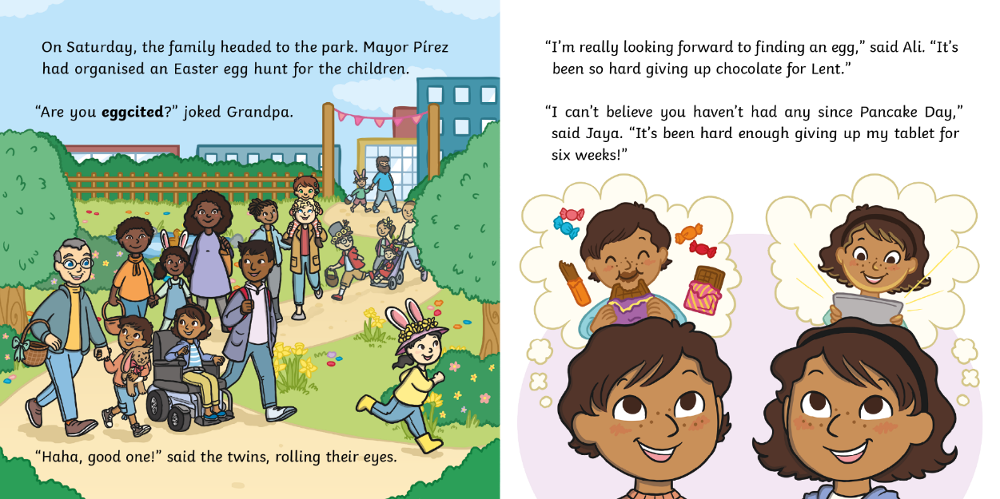 On Saturday, the family headed to the park. Mayor Pírez
had organised an Easter egg hunt for the children.
“Are you eggcited?” joked Grandpa.
“Haha, good one!” said the twins, rolling their eyes.
“I’m really looking forward to finding an egg,” said Ali. “It’s
been so hard giving up chocolate for Lent.”
“I can’t believe you haven’t had any since Pancake Day,”
said Jaya. “It’s been hard enough giving up my tablet for
six weeks!”